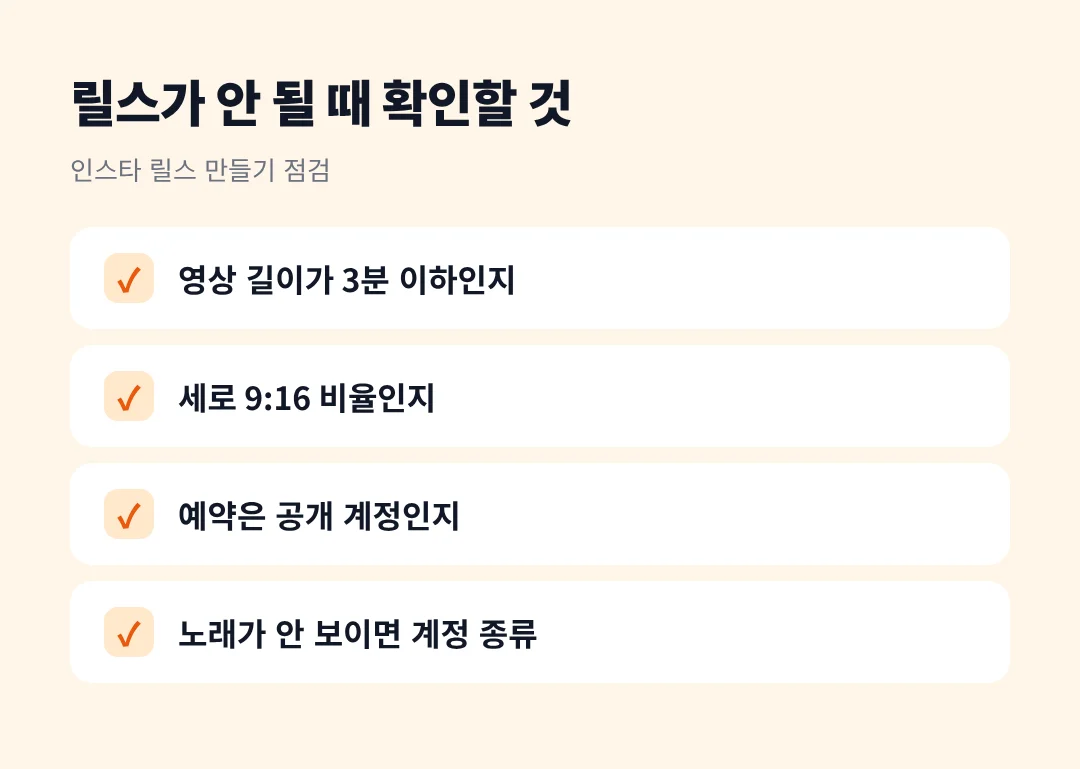 릴스가 안 될 때 확인할 것
인스타 릴스 만들기 점검
영상 길이가 3분 이하인지
세로 9:16 비율인지
예약은 공개 계정인지
노래가 안 보이면 계정 종류